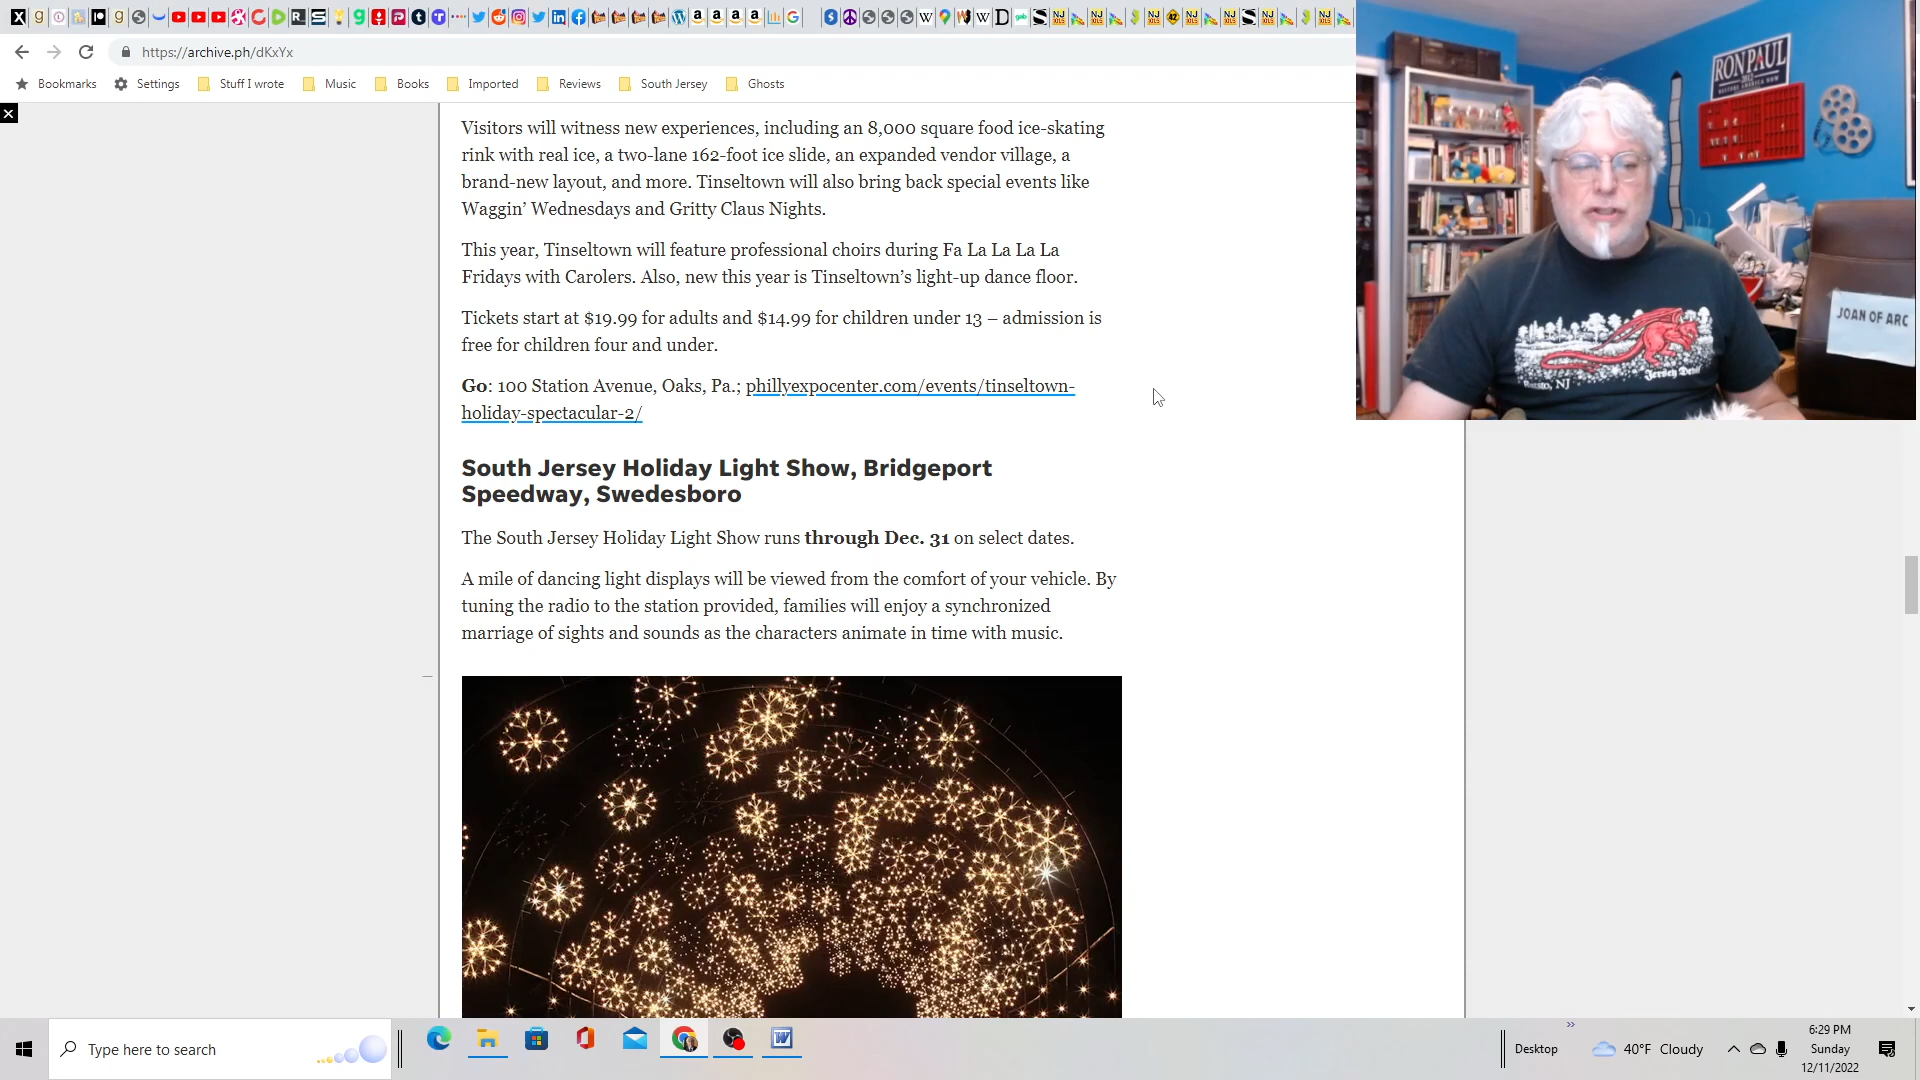 https://archive.ph/dKxYx
Bookmarks Settings Stuff I wrote Music Books Imported Reviews South Jersey Ghosts
Visitors will witness new experiences, including an 8,000 square food ice-skating
rink with real ice, a two-lane 162-foot ice slide, an expanded vendor village, a
brand-new layout, and more. Tinseltown will also bring back special events like
Waggin’ Wednesdays and Gritty Claus Nights.
This year, Tinseltown will feature professional choirs during Fa La La La La
Fridays with Carolers. Also, new this year is Tinseltown’s light-up dance floor.
Tickets start at $19.99 for adults and $14.99 for children under 13 – admission is
free for children four and under.
Go: 100 Station Avenue, Oaks, Pa.; phillyexpocenter.com/events/tinseltown-
holiday-spectacular-2/
South Jersey Holiday Light Show, Bridgeport
Speedway, Swedesboro
The South Jersey Holiday Light Show runs through Dec. 31 on select dates.
A mile of dancing light displays will be viewed from the comfort of your vehicle. By
tuning the radio to the station provided, families will enjoy a synchronized
marriage of sights and sounds as the characters animate in time with music.
RON PAUL
2012
RESTORE AMERICA NOW
JOAN OF ARC
Batsto, NJ
Jersey Devil
Type here to search
Desktop
40°F Cloudy
6:29 PM
Sunday
12/11/2022